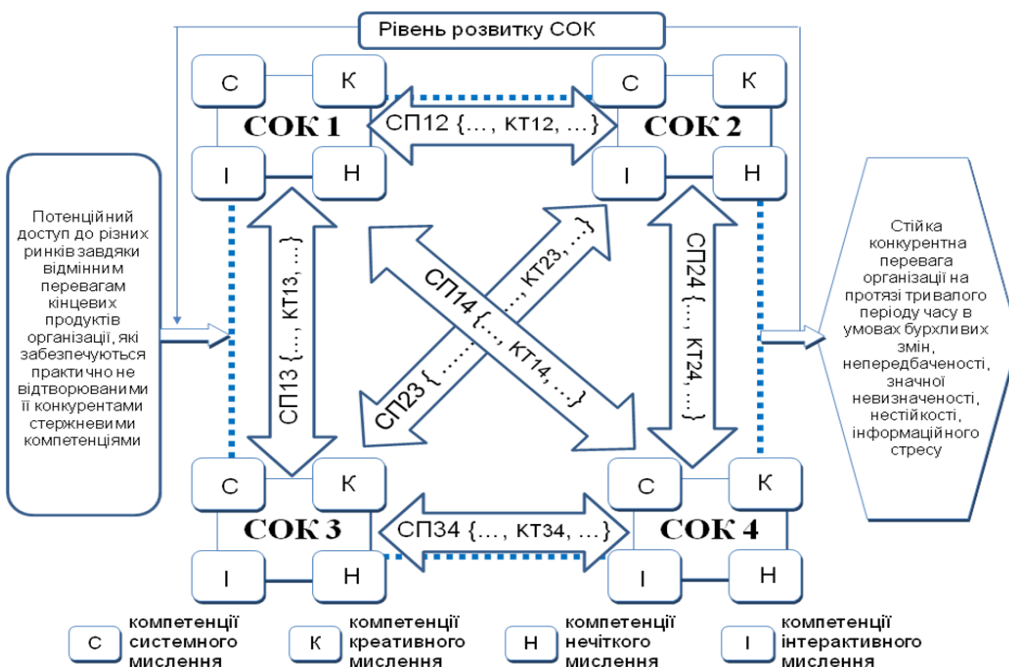 Рівень розвитку СОК
С
К
СОК 1
І
Н
СП12 {…, КТ12, …}
С
К
СОК 2
І
Н
Потенційний
доступ до різних
ринків завдяки
відмінним
перевагам
кінцевих
продуктів
організації, які
забезпечуються
практично не
відтворюваними
її конкурентами
стержневими
компетенціями
СП13 {…, КТ13, …}
СП14 {…, КТ14, …}
СП23 {……, КТ23, …}
СП24 {…, КТ24, …}
Стійка
конкурентна
перевага
організації на
протязі тривалого
періоду часу в
умовах бурхливих
змін,
непередбаченості,
значної
невизначеності,
нестійкості,
інформаційного
стресу
С
К
СОК 3
І
Н
СП34 {…, КТ34, …}
С
К
СОК 4
І
Н
С
компетенції
системного
мислення
К
компетенції
креативного
мислення
Н
компетенції
нечіткого
мислення
І
компетенції
інтерактивного
мислення